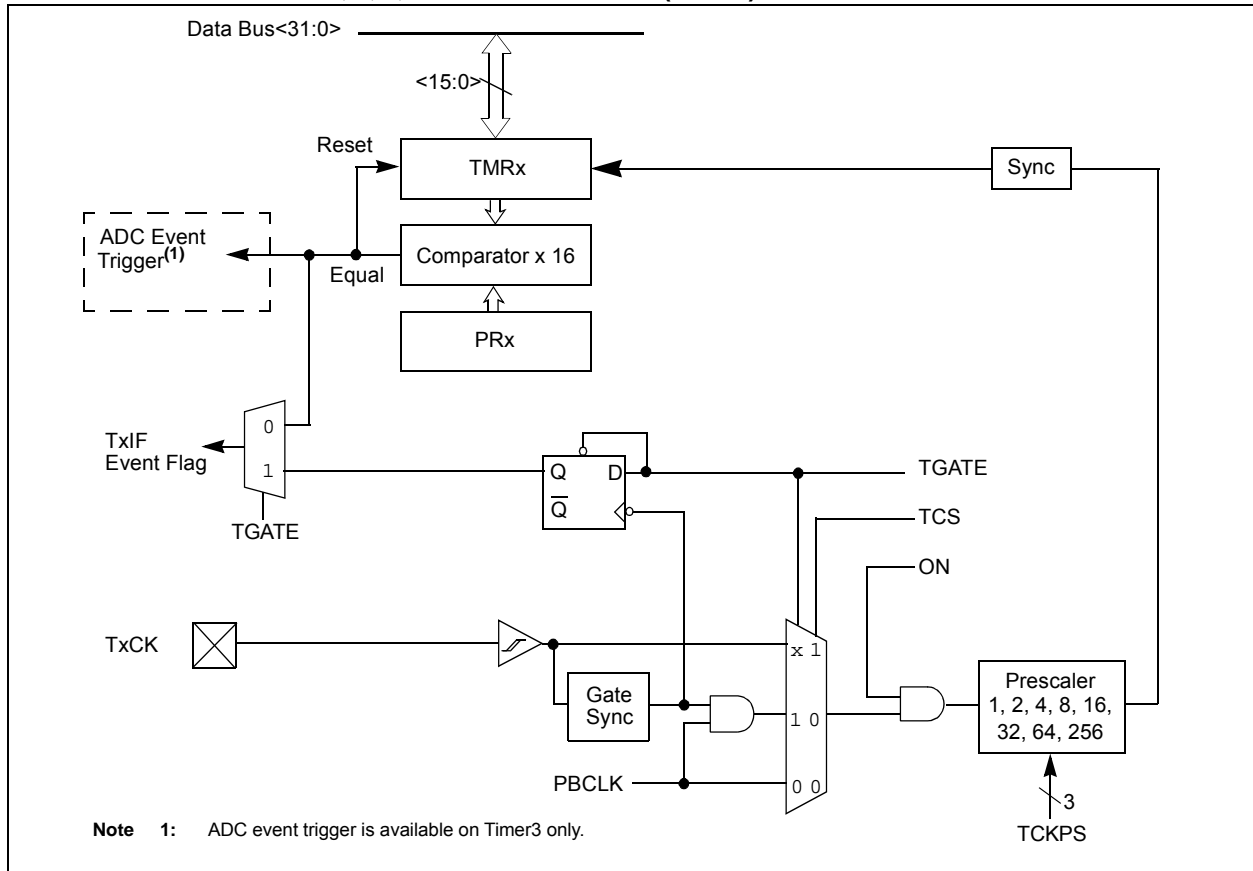 Data Bus<31:0>
<15:0>
Reset
TMRx
Sync
ADC Event
Trigger(1)
Equal
Comparator x 16
PRx
TxIF
Event Flag
0
1
TGATE
Q
D
Q
TGATE
TCS
ON
TxCK
x 1
Gate
Sync
1 0
Prescaler
1, 2, 4, 8, 16,
32, 64, 256
PBCLK
0 0
3
TCKPS
Note 1: ADC event trigger is available on Timer3 only.